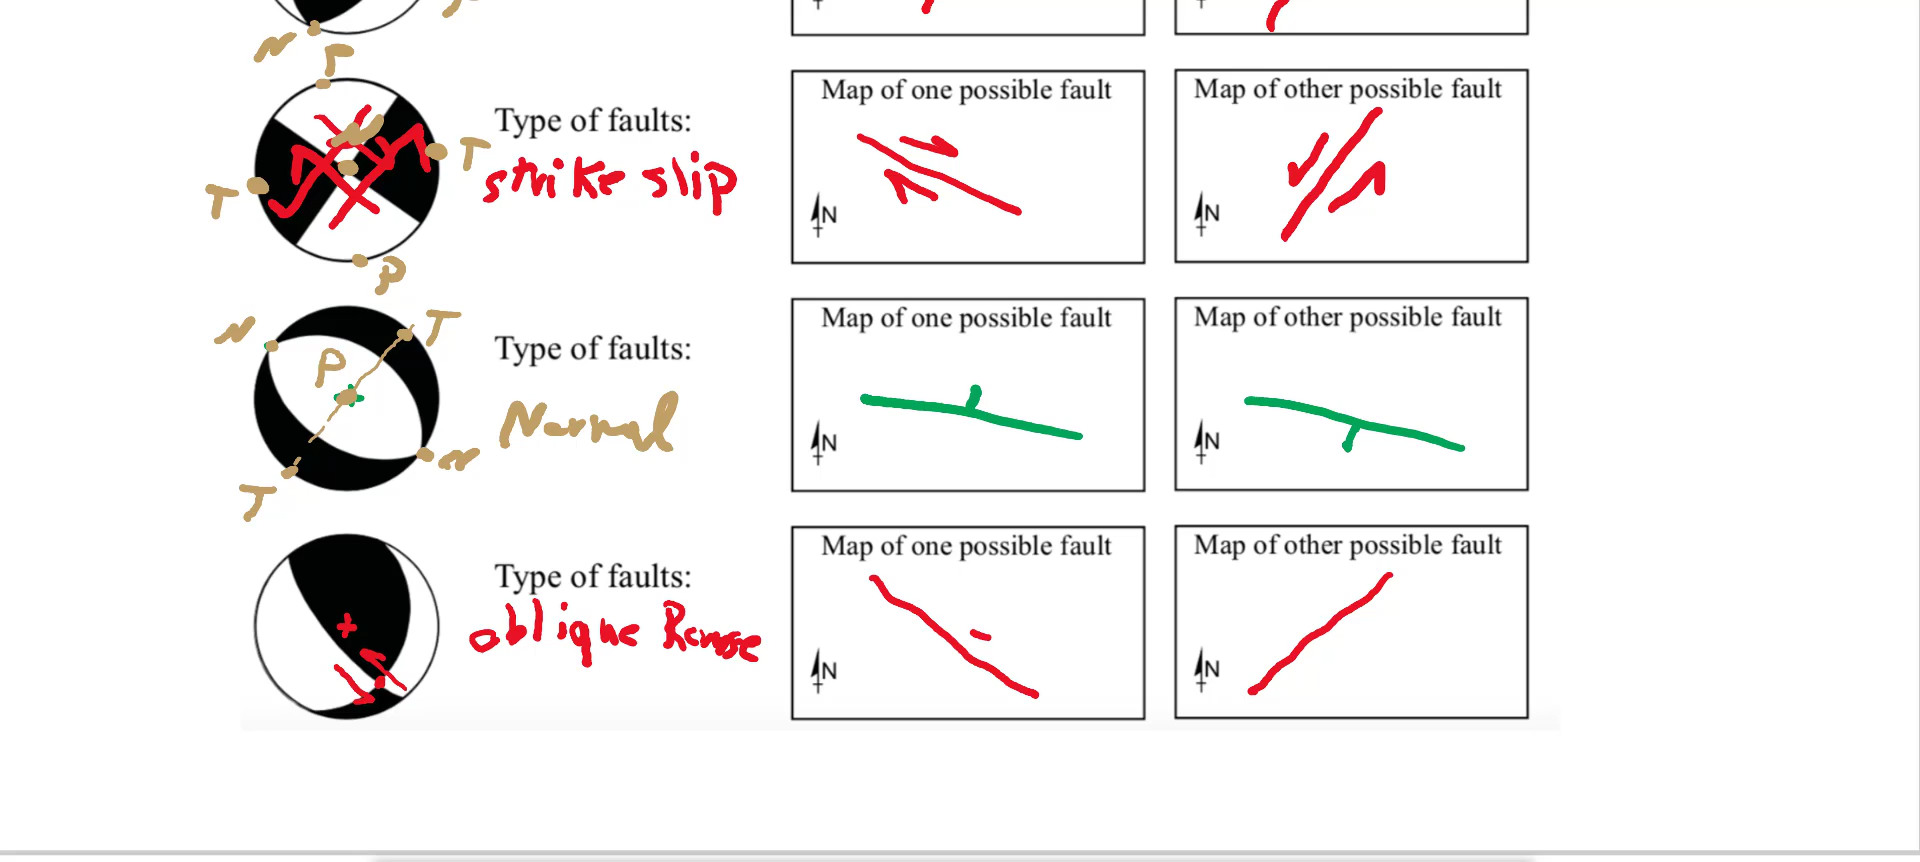 N
P
Map of one possible fault
Map of other possible fault
Type of faults:
N
T
T
strike slip
N
N
P
N
T
Map of one possible fault
Map of other possible fault
Type of faults:
P
Normal
N
N
N
T
Map of one possible fault
Map of other possible fault
Type of faults:
oblique Reverse
N
N